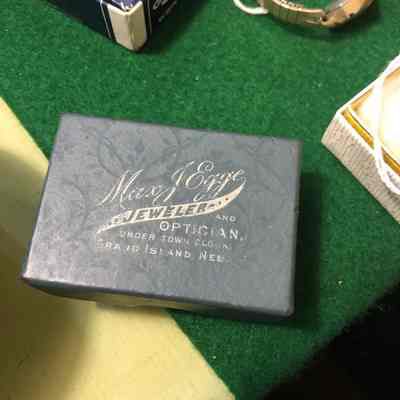 Max J Egge
JEWELER AND
OPTICIAN,
UNDER TOWN CLOCK,
GRAND ISLAND, NEB.